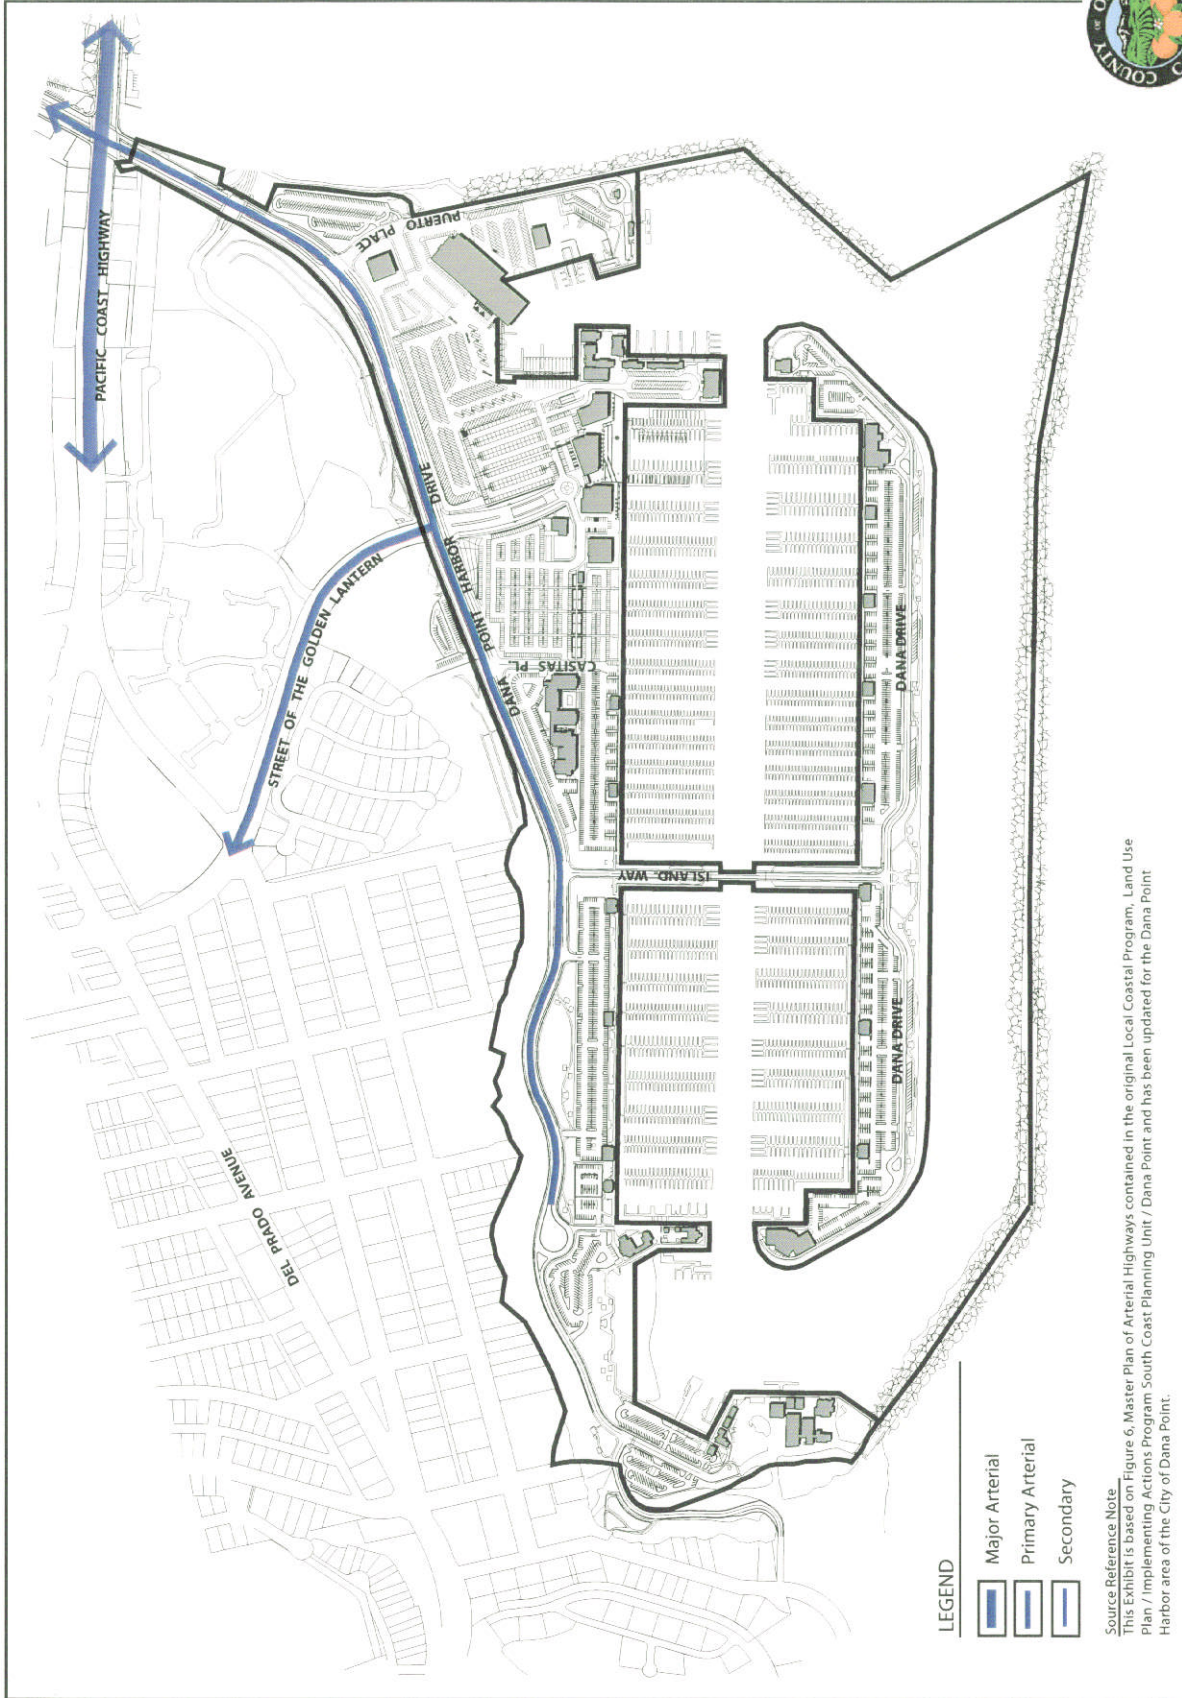 PACIFIC COAST HIGHWAY
STREET OF THE GOLDEN LANTERN
DANA POINT HARBOR DRIVE
PUERTO PLACE
CASITAS PL.
ISLAND WAY
DANA DRIVE
DANA DRIVE
DEL PRADO AVENUE
COUNTY
LEGEND
Major Arterial
Primary Arterial
Secondary
Source Reference Note
This Exhibit is based on Figure 6, Master Plan of Arterial Highways contained in the original Local Coastal Program, Land Use
Plan / Implementing Actions Program South Coast Planning Unit / Dana Point and has been updated for the Dana Point
Harbor area of the City of Dana Point.